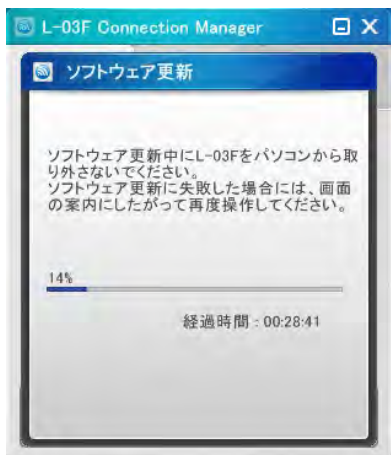 L-03F Connection Manager
ソフトウェア更新
ソフトウェア更新中にL-03Fをパソコンから取
り外さないでください。
ソフトウェア更新に失敗した場合には、画面
の案内にしたがって再度操作してください。
14%
経過時間 : 00:28:41